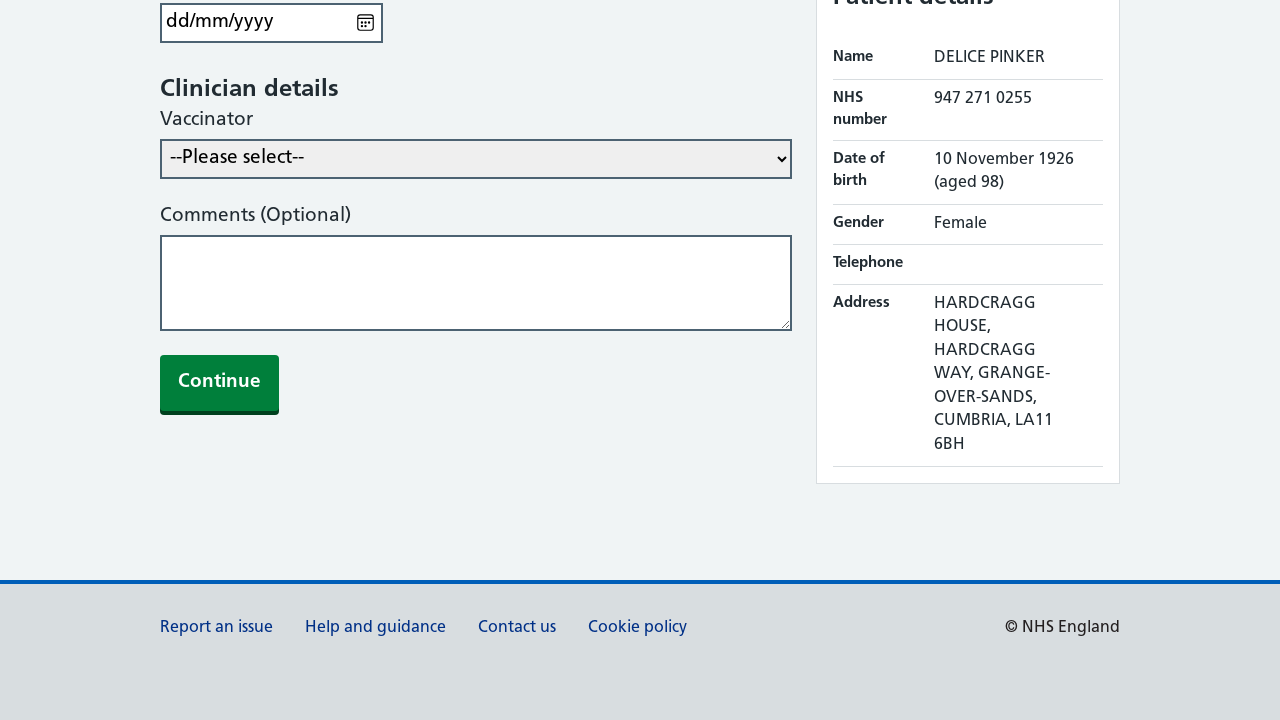 dd/mm/yyyy
Clinician details
Vaccinator
--Please select--
Comments (Optional)
Continue
Patient details
Name DELICE PINKER
NHS number 947 271 0255
Date of birth 10 November 1926 (aged 98)
Gender Female
Telephone
Address HARDCRAGG
HOUSE,
HARDCRAGG
WAY, GRANGE-
OVER-SANDS,
CUMBRIA, LA11
6BH
Report an issue Help and guidance Contact us Cookie policy © NHS England